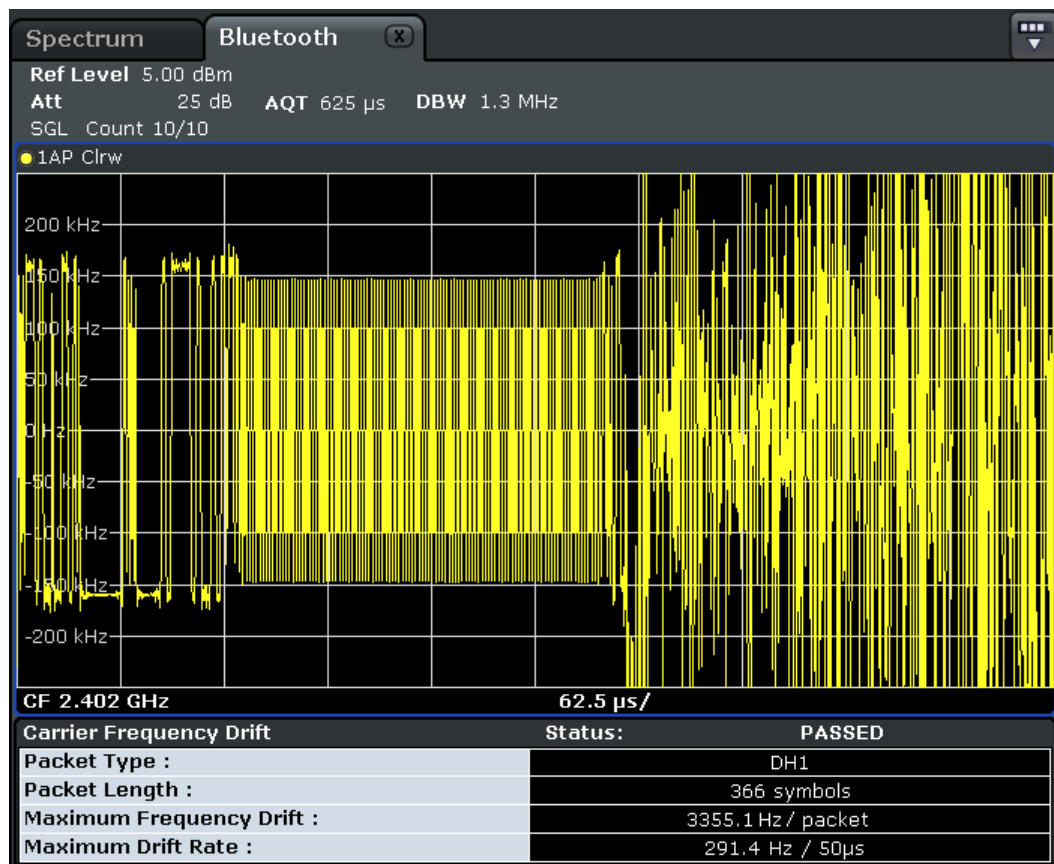 Spectrum Bluetooth X
Ref Level 5.00 dBm
Att 25 dB AQT 625 µs DBW 1.3 MHz
SGL Count 10/10
1AP Clrw
200 kHz
150 kHz
100 kHz
50 kHz
0 Hz
-50 kHz
-100 kHz
-150 kHz
-200 kHz
CF 2.402 GHz 62.5 µs/
Carrier Frequency Drift Status: PASSED
Packet Type : DH1
Packet Length : 366 symbols
Maximum Frequency Drift : 3355.1 Hz / packet
Maximum Drift Rate : 291.4 Hz / 50µs